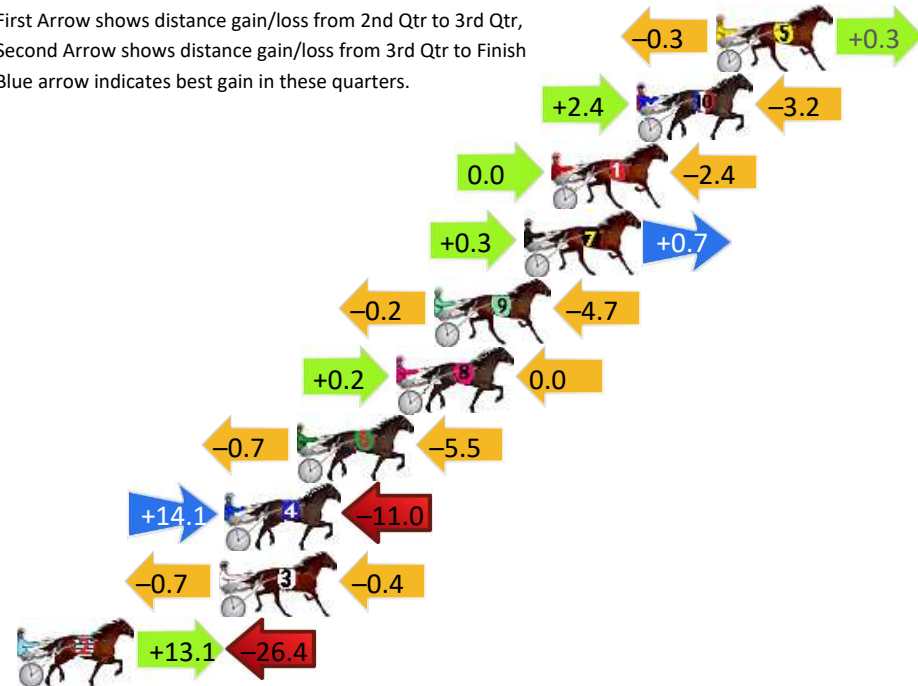 First Arrow shows distance gain/loss from 2nd Qtr to 3rd Qtr,
Second Arrow shows distance gain/loss from 3rd Qtr to Finish
Blue arrow indicates best gain in these quarters.
–0.3 5 +0.3
+2.4 10 –3.2
0.0 1 –2.4
+0.3 7 +0.7
–0.2 9 –4.7
+0.2 8 0.0
–0.7 6 –5.5
+14.1 4 –11.0
–0.7 3 –0.4
2 +13.1 –26.4